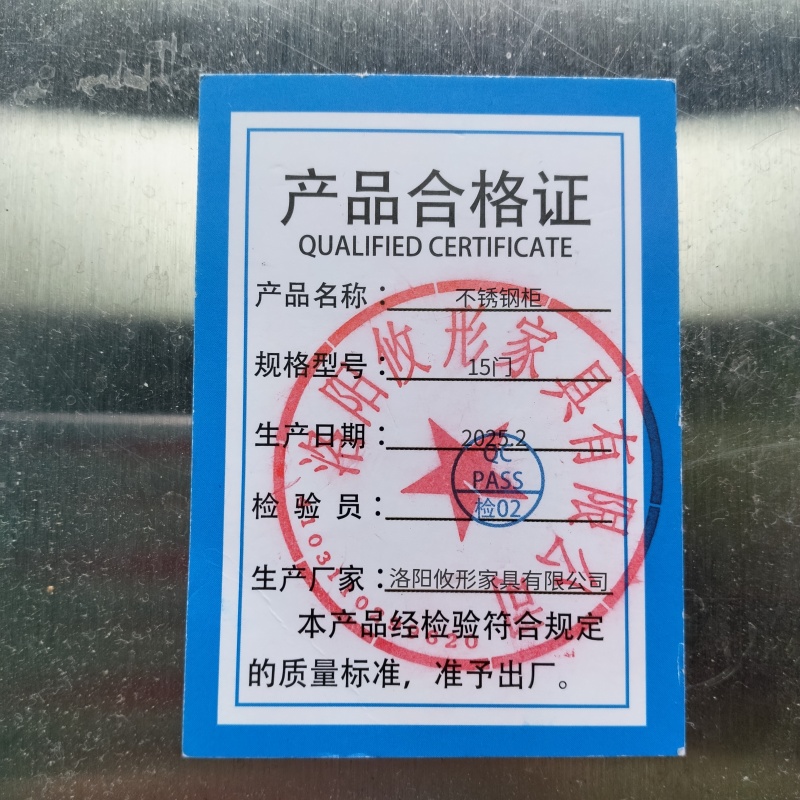 产品合格证
QUALIFIED CERTIFICATE
产品名称： 不锈钢柜
规格型号： 15门
生产日期： 2025.2
QC
PASS
检验员： 检02
生产厂家： 洛阳攸形家具有限公司
本产品经检验符合规定
的质量标准，准予出厂。
洛阳攸形家具有限公司